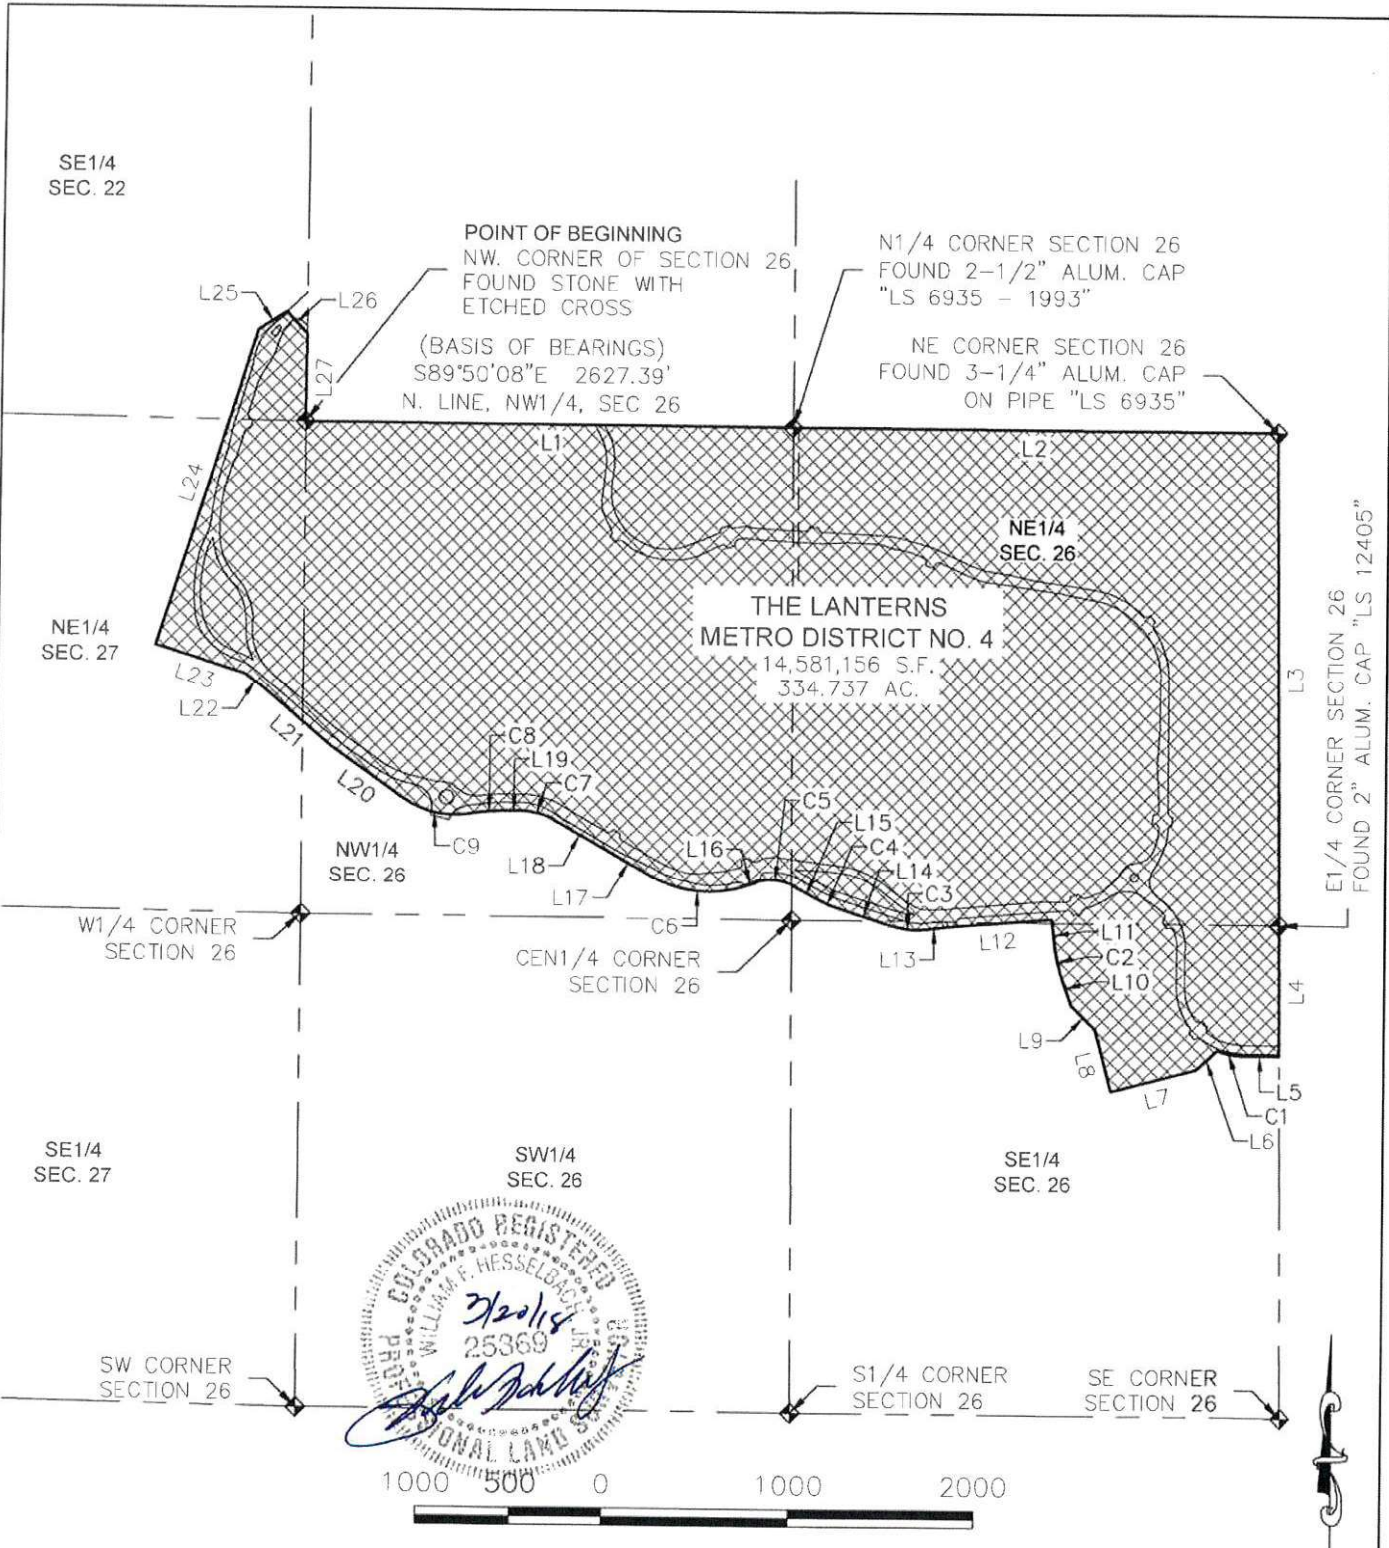 SE1/4
SEC. 22
POINT OF BEGINNING
NW. CORNER OF SECTION 26
FOUND STONE WITH
ETCHED CROSS
N1/4 CORNER SECTION 26
FOUND 2-1/2" ALUM. CAP
"LS 6935 - 1993"
L25
L26
L27
(BASIS OF BEARINGS)
S89°50'08"E 2627.39'
N. LINE, NW1/4, SEC 26
NE CORNER SECTION 26
FOUND 3-1/4" ALUM. CAP
ON PIPE "LS 6935"
L1
L2
L24
NE1/4
SEC. 26
THE LANTERNS
METRO DISTRICT NO. 4
14,581,156 S.F.
334.737 AC.
L3
E1/4 CORNER SECTION 26
FOUND 2" ALUM. CAP "LS 12405"
NE1/4
SEC. 27
L23
L22
L21
L20
C8
L19
C7
C5
L15
C4
L14
C3
L16
C9
NW1/4
SEC. 26
L18
L17
C6
W1/4 CORNER
SECTION 26
CEN1/4 CORNER
SECTION 26
L13
L12
L11
C2
L10
L4
L9
L8
L7
L5
C1
L6
SE1/4
SEC. 27
SW1/4
SEC. 26
SE1/4
SEC. 26
COLORADO REGISTERED
WILLIAM F. HESSELBACH JR.
3/20/18
25369
SW CORNER
SECTION 26
S1/4 CORNER
SECTION 26
SE CORNER
SECTION 26
1000 500 0 1000 2000